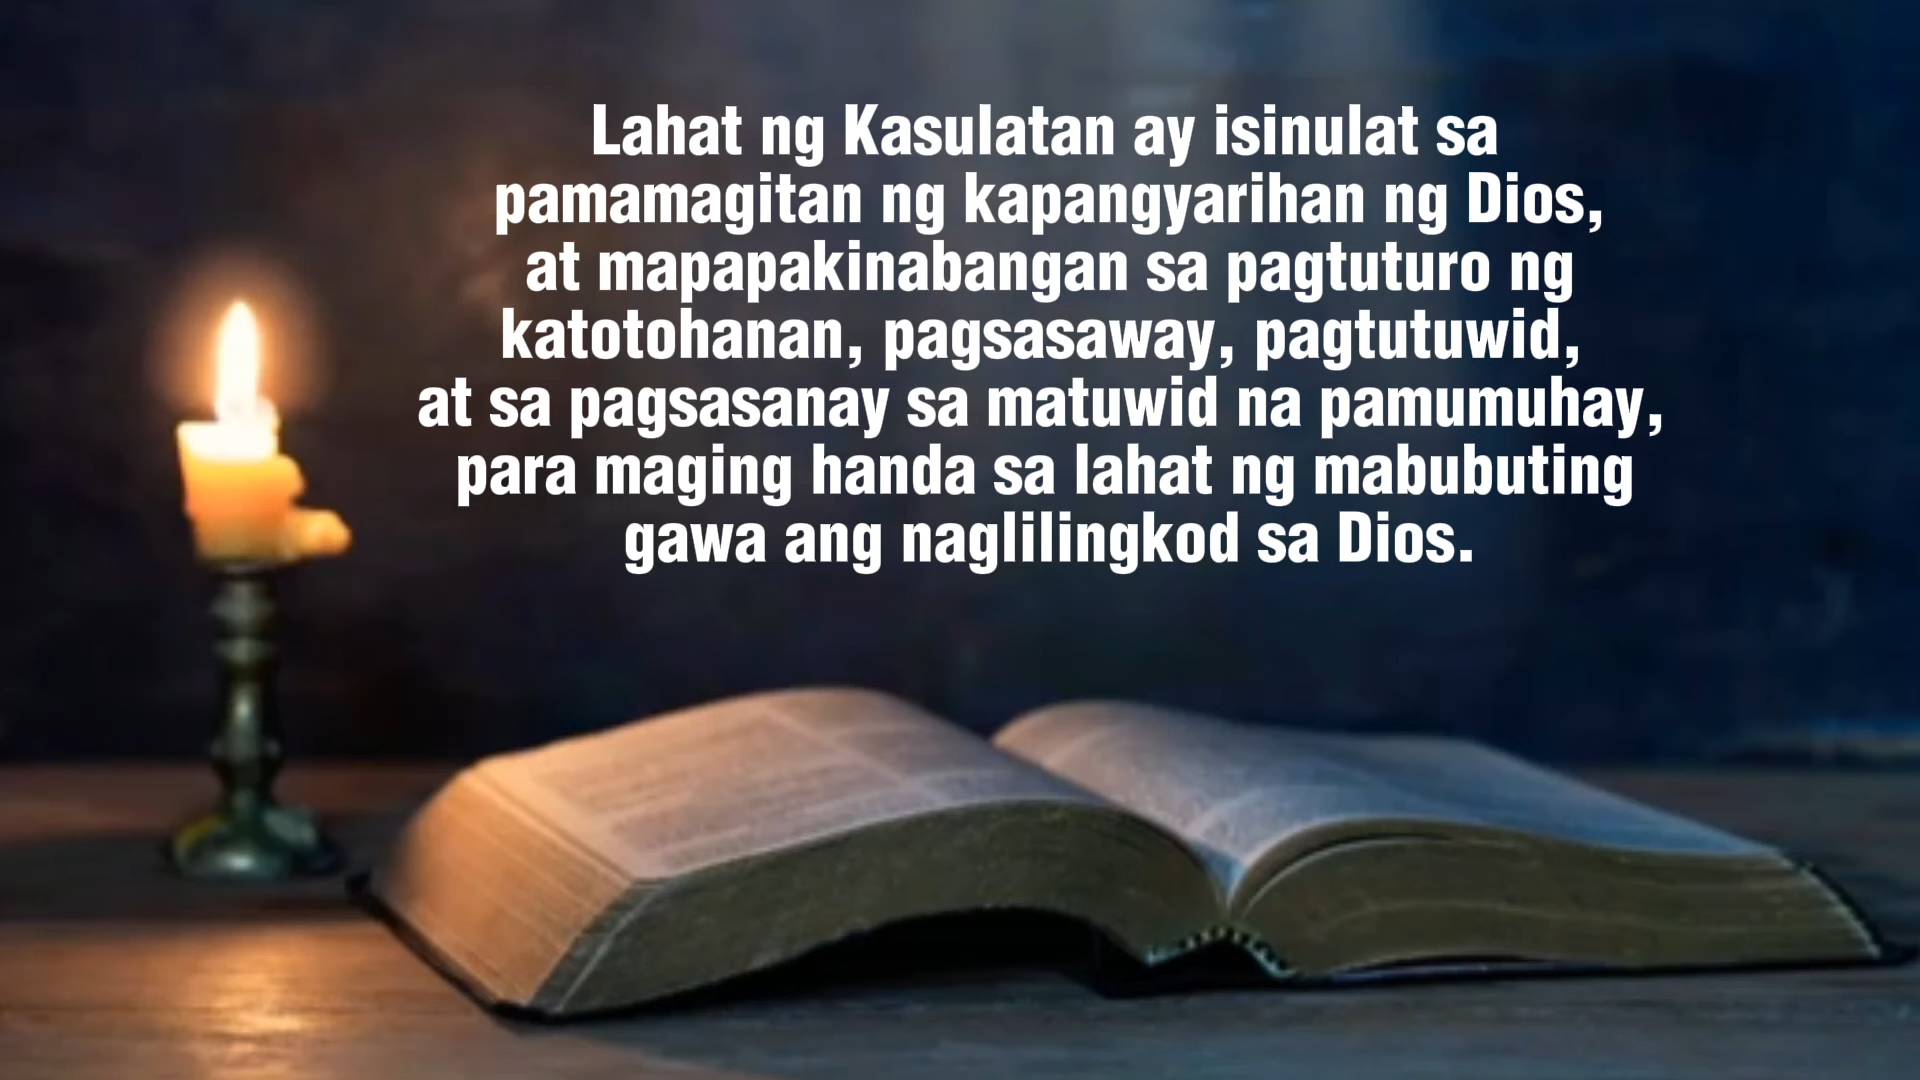 Lahat ng Kasulatan ay isinulat sa
pamamagitan ng kapangyarihan ng Dios,
at mapapakinabangan sa pagtuturo ng
katotohanan, pagsasaway, pagtutuwid,
at sa pagsasanay sa matuwid na pamumuhay,
para maging handa sa lahat ng mabubuting
gawa ang naglilingkod sa Dios.